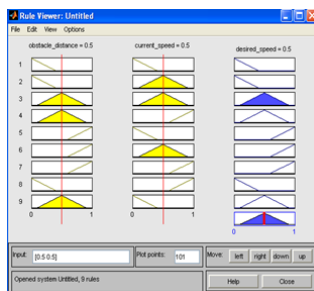 Rule Viewer: Untitled
File Edit View Options
obstacle_distance = 0.5 current_speed = 0.5 desired_speed = 0.5
1
2
3
4
5
6
7
8
9
0 1 0 1
0 1
Input: [0.5 0.5] Plot points: 101 Move: left right down up
Opened system Untitled, 9 rules Help Close